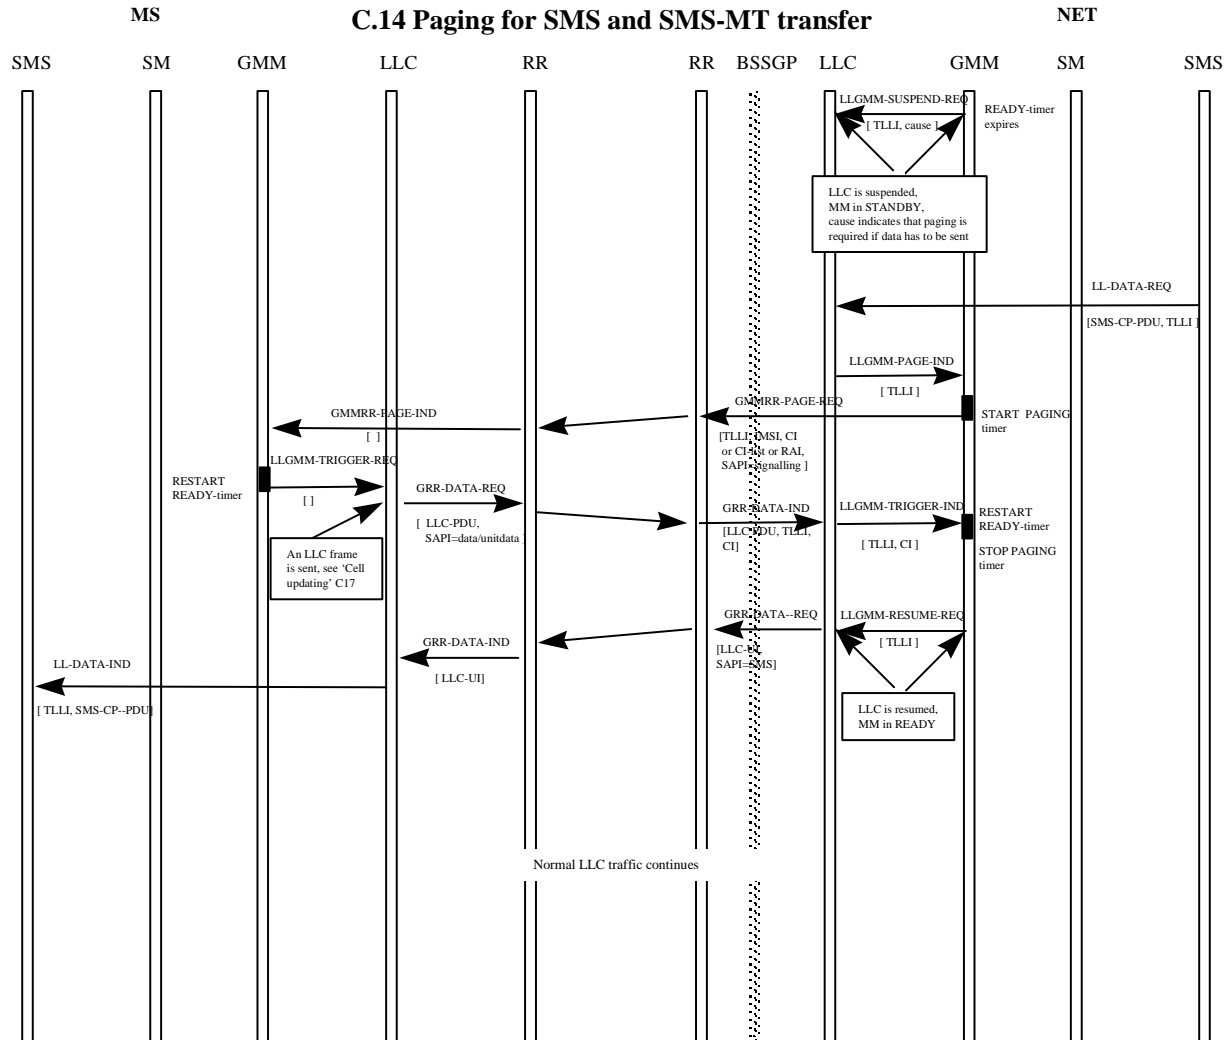 MS
C.14 Paging for SMS and SMS-MT transfer
NET
SMS SM GMM LLC RR RR BSSGP LLC GMM SM SMS
LLGMM-SUSPEND-REQ
[ TLLI, cause ]
READY-timer
expires
LLC is suspended,
MM in STANDBY,
cause indicates that paging is
required if data has to be sent
LL-DATA-REQ
[SMS-CP-PDU, TLLI ]
LLGMM-PAGE-IND
[ TLLI ]
GMMRR-PAGE-REQ
START PAGING
timer
[TLLI, IMSI, CI
or CI-list or RAI,
SAPI=signalling ]
GMMRR-PAGE-IND
[ ]
LLGMM-TRIGGER-REQ
[ ]
RESTART
READY-timer
GRR-DATA-REQ
[ LLC-PDU,
SAPI=data/unitdata ]
An LLC frame
is sent, see ‘Cell
updating’ C17
GRR-DATA-IND
[LLC-PDU, TLLI,
CI]
LLGMM-TRIGGER-IND
[ TLLI, CI ]
RESTART
READY-timer
STOP PAGING
timer
GRR-DATA--REQ
[LLC-UI,
SAPI=SMS]
LLGMM-RESUME-REQ
[ TLLI ]
GRR-DATA-IND
[ LLC-UI]
LL-DATA-IND
[ TLLI, SMS-CP--PDU]
LLC is resumed,
MM in READY
Normal LLC traffic continues